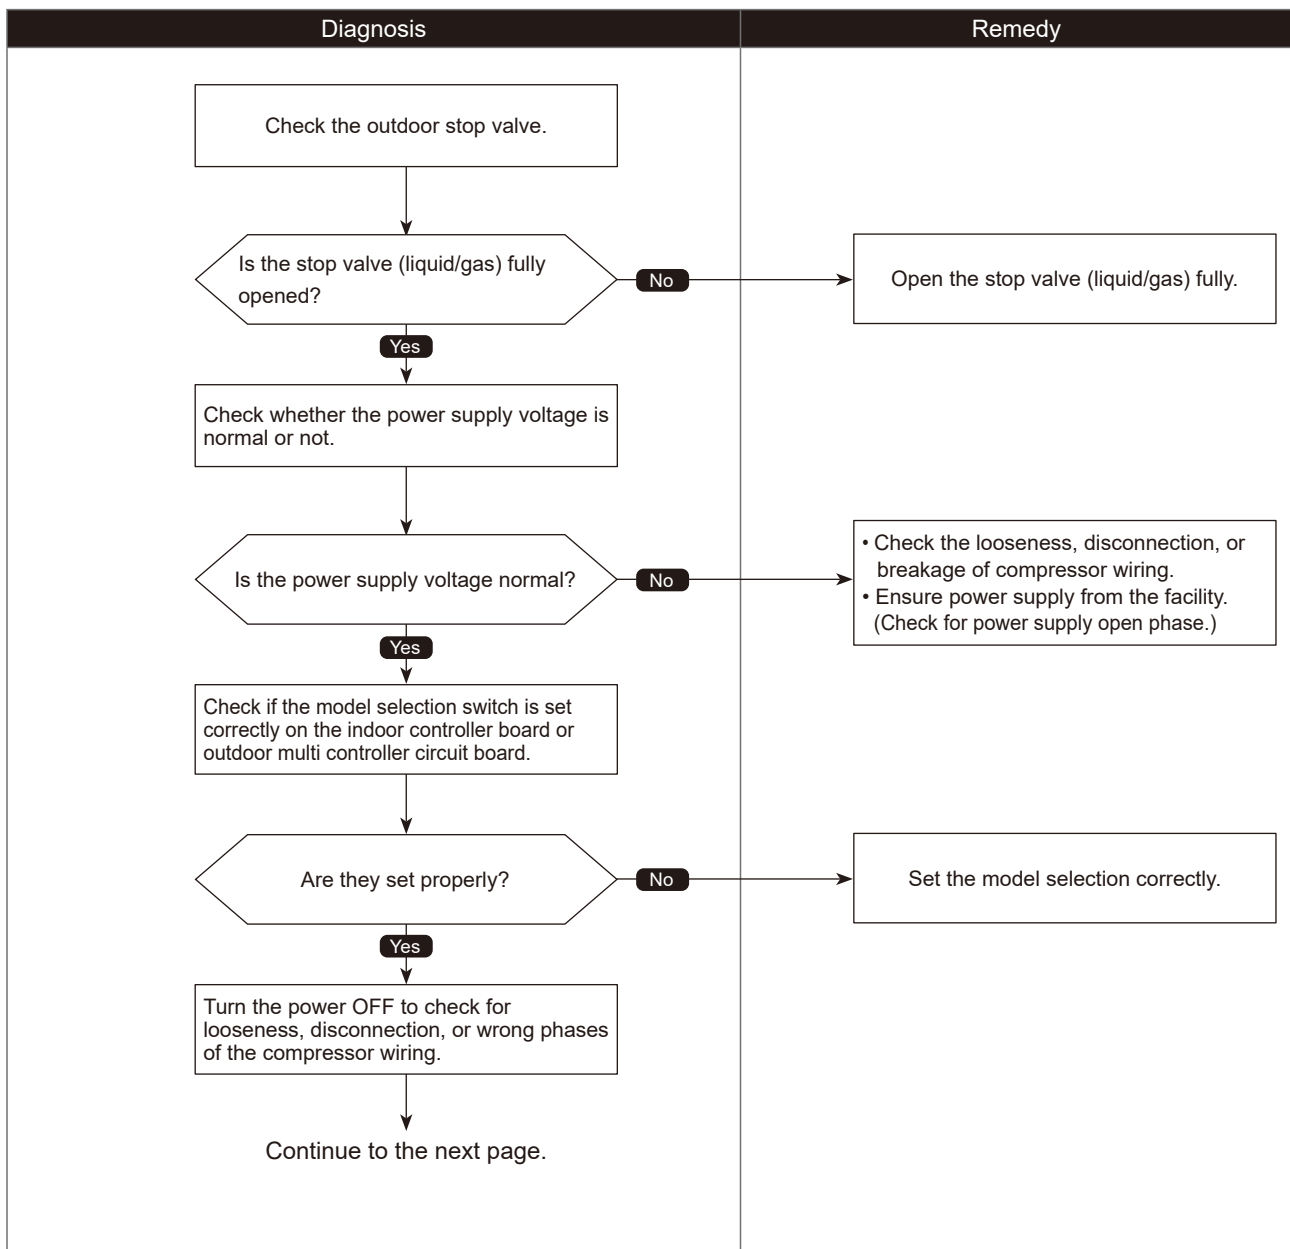 Diagnosis
Remedy
Check the outdoor stop valve.
Is the stop valve (liquid/gas) fully
opened?
No
Open the stop valve (liquid/gas) fully.
Yes
Check whether the power supply voltage is
normal or not.
Is the power supply voltage normal?
No
• Check the looseness, disconnection, or
breakage of compressor wiring.
• Ensure power supply from the facility.
(Check for power supply open phase.)
Yes
Check if the model selection switch is set
correctly on the indoor controller board or
outdoor multi controller circuit board.
Are they set properly?
No
Set the model selection correctly.
Yes
Turn the power OFF to check for
looseness, disconnection, or wrong phases
of the compressor wiring.
Continue to the next page.